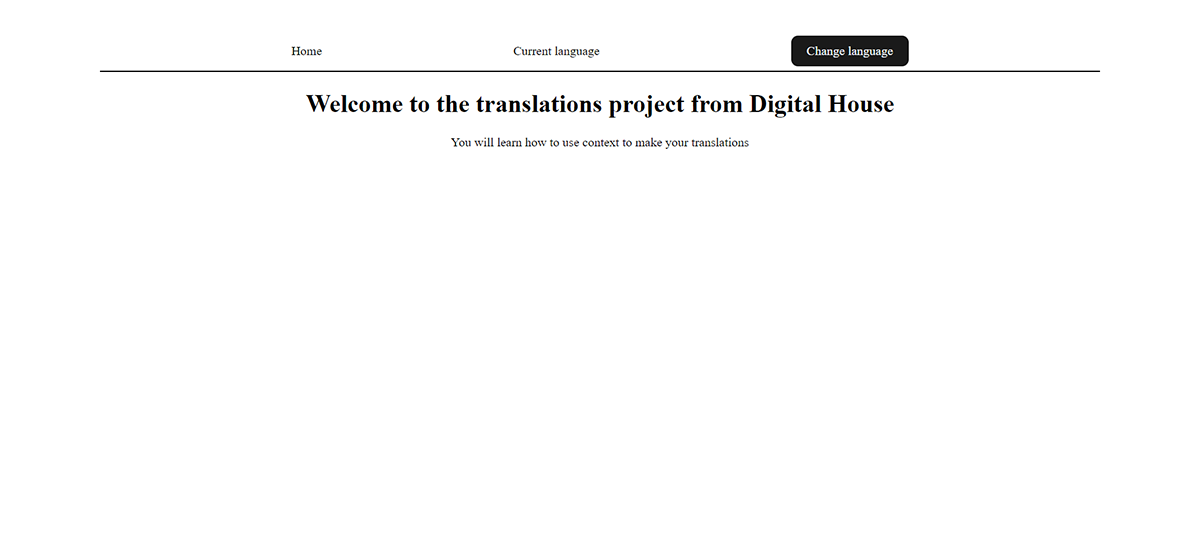 Home
Current language
Change language
Welcome to the translations project from Digital House
You will learn how to use context to make your translations